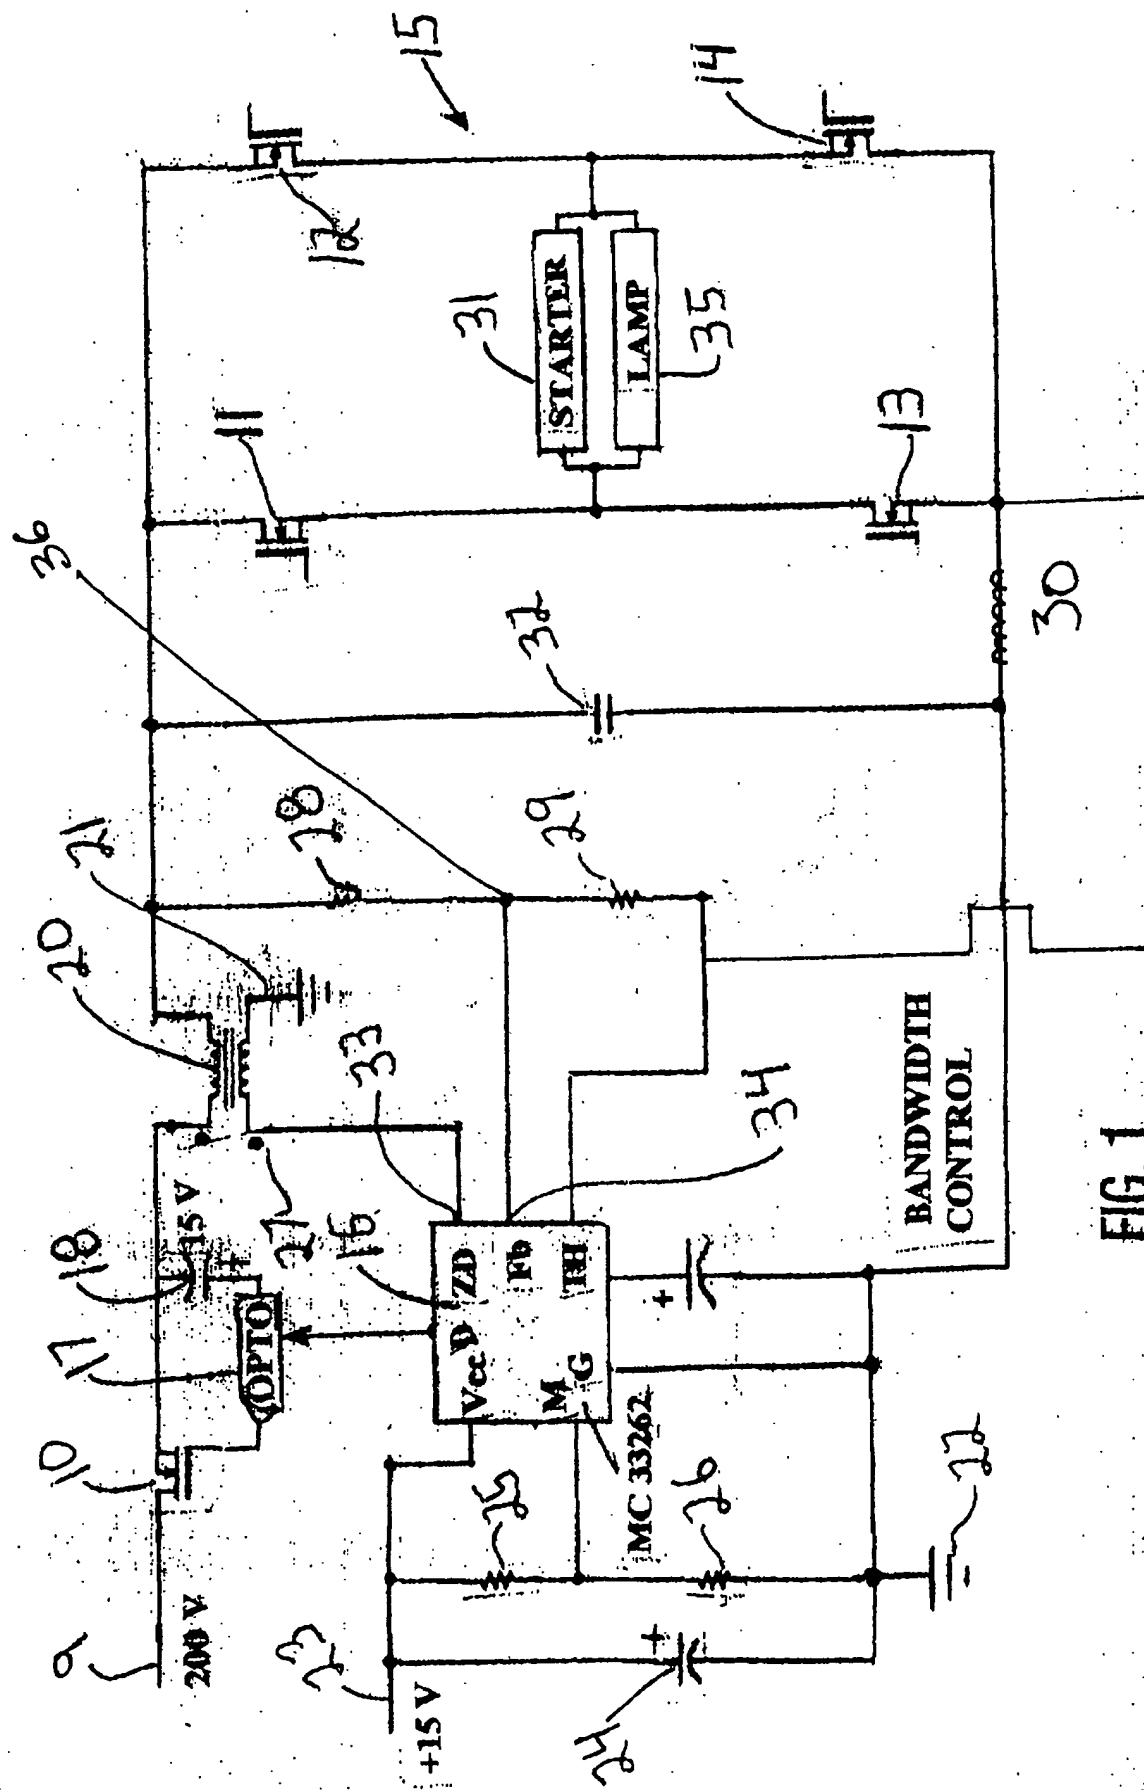 9
200 V
10
17
18
15 V
OPTO
20
21
27
36
28
29
32
11
12
15
13
14
31
STARTER
LAMP
35
30
23
+15 V
24
+
25
26
22
16
33
34
Vcc
D
ZD
Fb
TH
M
G
MC 33262
+
+
BANDWIDTH
CONTROL
FIG. 1